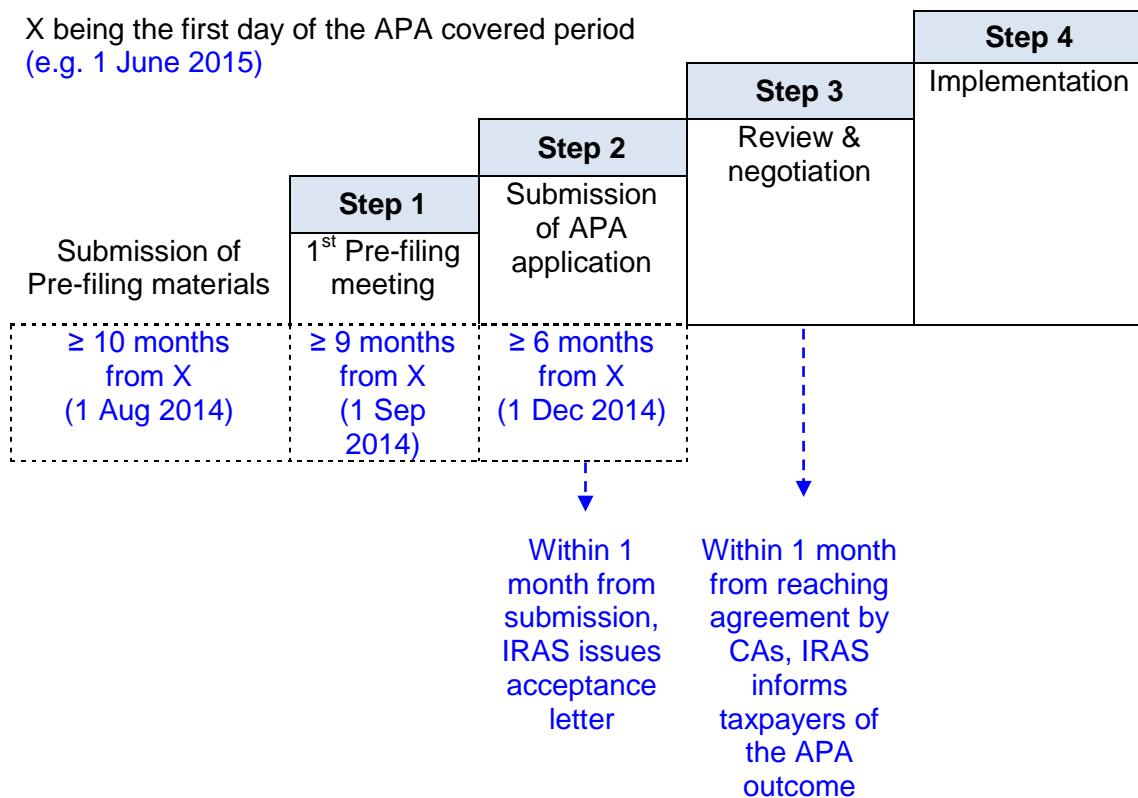 X being the first day of the APA covered period
(e.g. 1 June 2015)
Submission of
Pre-filing materials
≥ 10 months
from X
(1 Aug 2014)
Step 1
1st Pre-filing
meeting
≥ 9 months
from X
(1 Sep
2014)
Step 2
Submission
of APA
application
≥ 6 months
from X
(1 Dec 2014)
Within 1
month from
submission,
IRAS issues
acceptance
letter
Step 3
Review &
negotiation
Within 1 month
from reaching
agreement by
CAs, IRAS
informs
taxpayers of
the APA
outcome
Step 4
Implementation